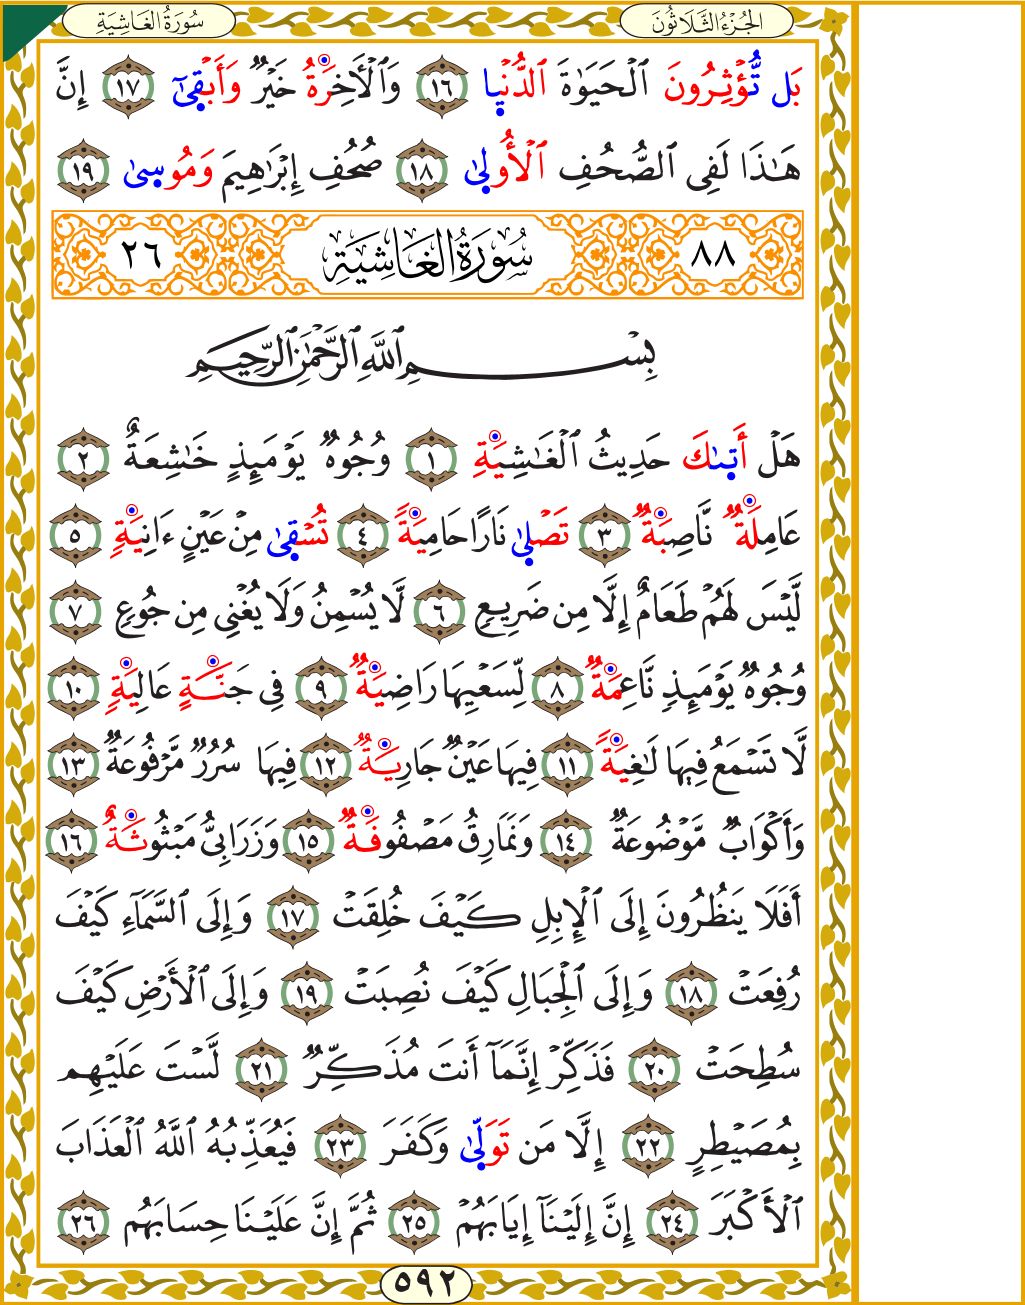 سُورَةُ الغَاشِيَةِ
الجُزْءُ الثَّلَاثُونَ
بَل تُّؤْثِرُونَ ٱلْحَيَوٰةَ ٱلدُّنْيٜا ١٦ وَٱلْأَخِرَةُ خَيْرٌ وَأَبْقٜىٰٓ ١٧ إِنَّ
هَٰذَا لَفِى ٱلصُّحُفِ ٱلْأُولٜىٰ ١٨ صُحُفِ إِبْرَٰهِيمَ وَمُوسٜىٰ ١٩
٨٨ سُورَةُ الغَاشِيَةِ ٢٦
بِسْمِ ٱللَّهِ ٱلرَّحْمَٰنِ ٱلرَّحِيمِ
هَلْ أَتٜىٰكَ حَدِيثُ ٱلْغَٰشِيَةِ ١ وُجُوهٌ يَوْمَئِذٍ خَٰشِعَةٌ ٢
عَامِلَةٌ نَّاصِبَةٌ ٣ تَصْلٜىٰ نَارًا حَامِيَةً ٤ تُسْقٜىٰ مِنْ عَيْنٍ ءَانِيَةٍ ٥
لَّيْسَ لَهُمْ طَعَامٌ إِلَّا مِن ضَرِيعٍ ٦ لَّا يُسْمِنُ وَلَا يُغْنِى مِن جُوعٍ ٧
وُجُوهٌ يَوْمَئِذٍ نَّاعِمَةٌ ٨ لِّسَعْيِهَا رَاضِيَةٌ ٩ فِى جَنَّةٍ عَالِيَةٍ ١٠
لَّا تَسْمَعُ فِيهَا لَٰغِيَةً ١١ فِيهَا عَيْنٌ جَارِيَةٌ ١٢ فِيهَا سُرُرٌ مَّرْفُوعَةٌ ١٣
وَأَكْوَابٌ مَّوْضُوعَةٌ ١٤ وَنَمَارِقُ مَصْفُوفَةٌ ١٥ وَزَرَابِىُّ مَبْثُوثَةٌ ١٦
أَفَلَا يَنظُرُونَ إِلَى ٱلْإِبِلِ كَيْفَ خُلِقَتْ ١٧ وَإِلَى ٱلسَّمَآءِ كَيْفَ
رُفِعَتْ ١٨ وَإِلَى ٱلْجِبَالِ كَيْفَ نُصِبَتْ ١٩ وَإِلَى ٱلْأَرْضِ كَيْفَ
سُطِحَتْ ٢٠ فَذَكِّرْ إِنَّمَآ أَنتَ مُذَكِّرٌ ٢١ لَّسْتَ عَلَيْهِم
بِمُصَيْطِرٍ ٢٢ إِلَّا مَن تَوَلّٜىٰ وَكَفَرَ ٢٣ فَيُعَذِّبُهُ ٱللَّهُ ٱلْعَذَابَ
ٱلْأَكْبَرَ ٢٤ إِنَّ إِلَيْنَآ إِيَابَهُمْ ٢٥ ثُمَّ إِنَّ عَلَيْنَا حِسَابَهُم ٢٦
٥٩٢